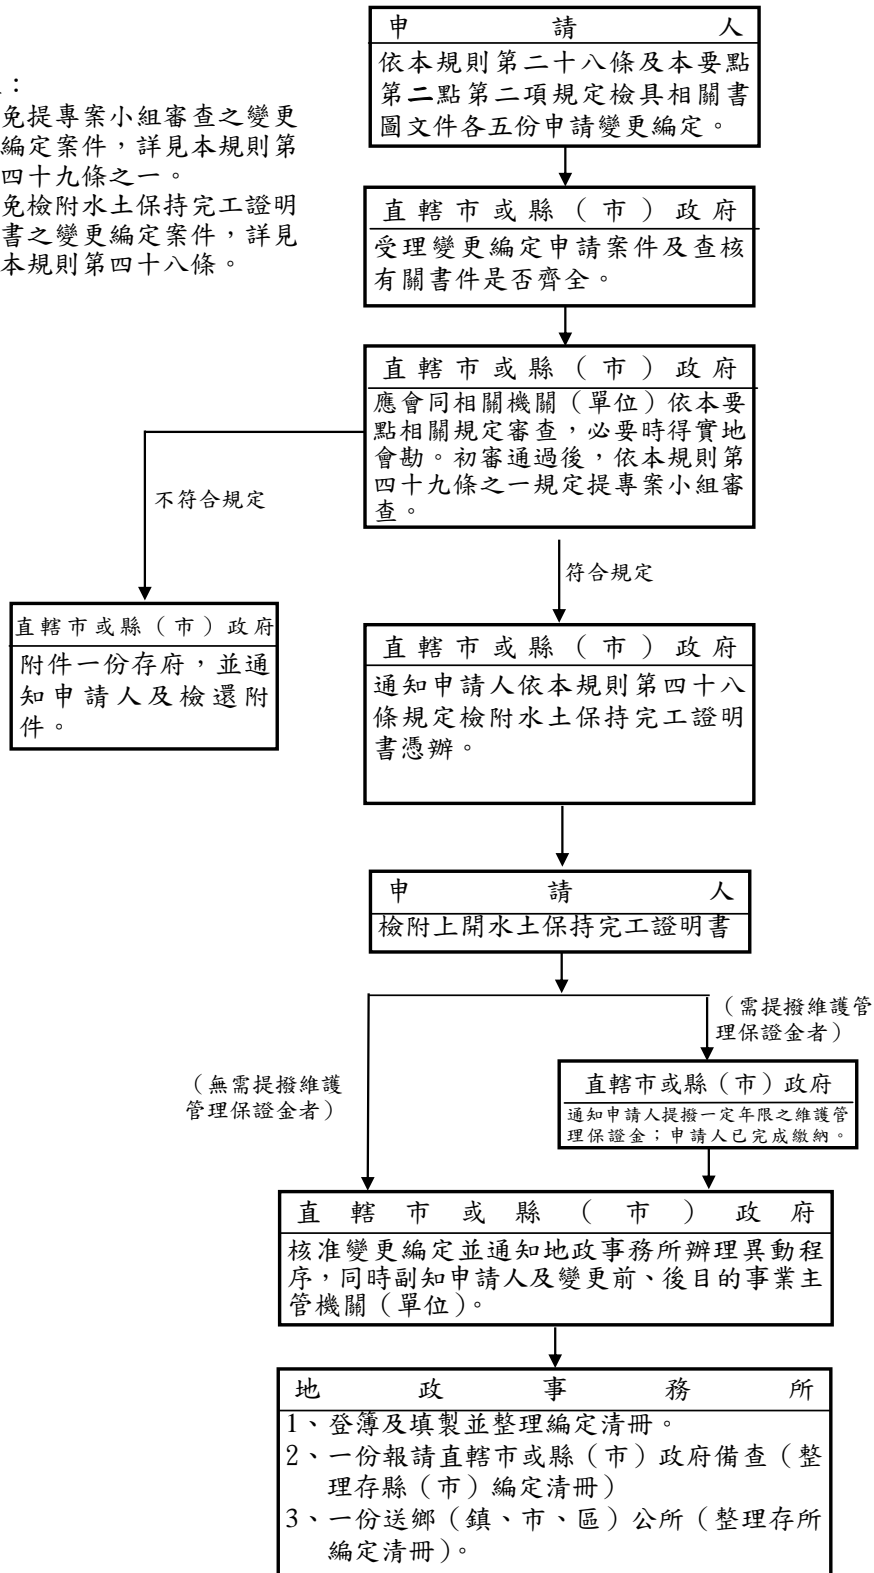 申請人
依本規則第二十八條及本要點
第二點第二項規定檢具相關書
圖文件各五份申請變更編定。
：
免提專案小組審查之變更
編定案件，詳見本規則第
四十九條之一。
免檢附水土保持完工證明
書之變更編定案件，詳見
本規則第四十八條。
直轄市或縣（市）政府
受理變更編定申請案件及查核
有關書件是否齊全。
直轄市或縣（市）政府
應會同相關機關（單位）依本要
點相關規定審查，必要時得實地
會勘。初審通過後，依本規則第
四十九條之一規定提專案小組審
查。
不符合規定
符合規定
直轄市或縣（市）政府
附件一份存府，並通
知申請人及檢還附
件。
直轄市或縣（市）政府
通知申請人依本規則第四十八
條規定檢附水土保持完工證明
書憑辦。
申請人
檢附上開水土保持完工證明書
（需提撥維護管
理保證金者）
（無需提撥維護
管理保證金者）
直轄市或縣（市）政府
通知申請人提撥一定年限之維護管
理保證金；申請人已完成繳納。
直轄市或縣（市）政府
核准變更編定並通知地政事務所辦理異動程
序，同時副知申請人及變更前、後目的事業主
管機關（單位）。
地政事務所
1、登簿及填製並整理編定清冊。
2、一份報請直轄市或縣（市）政府備查（整
理存縣（市）編定清冊）
3、一份送鄉（鎮、市、區）公所（整理存所
編定清冊）。